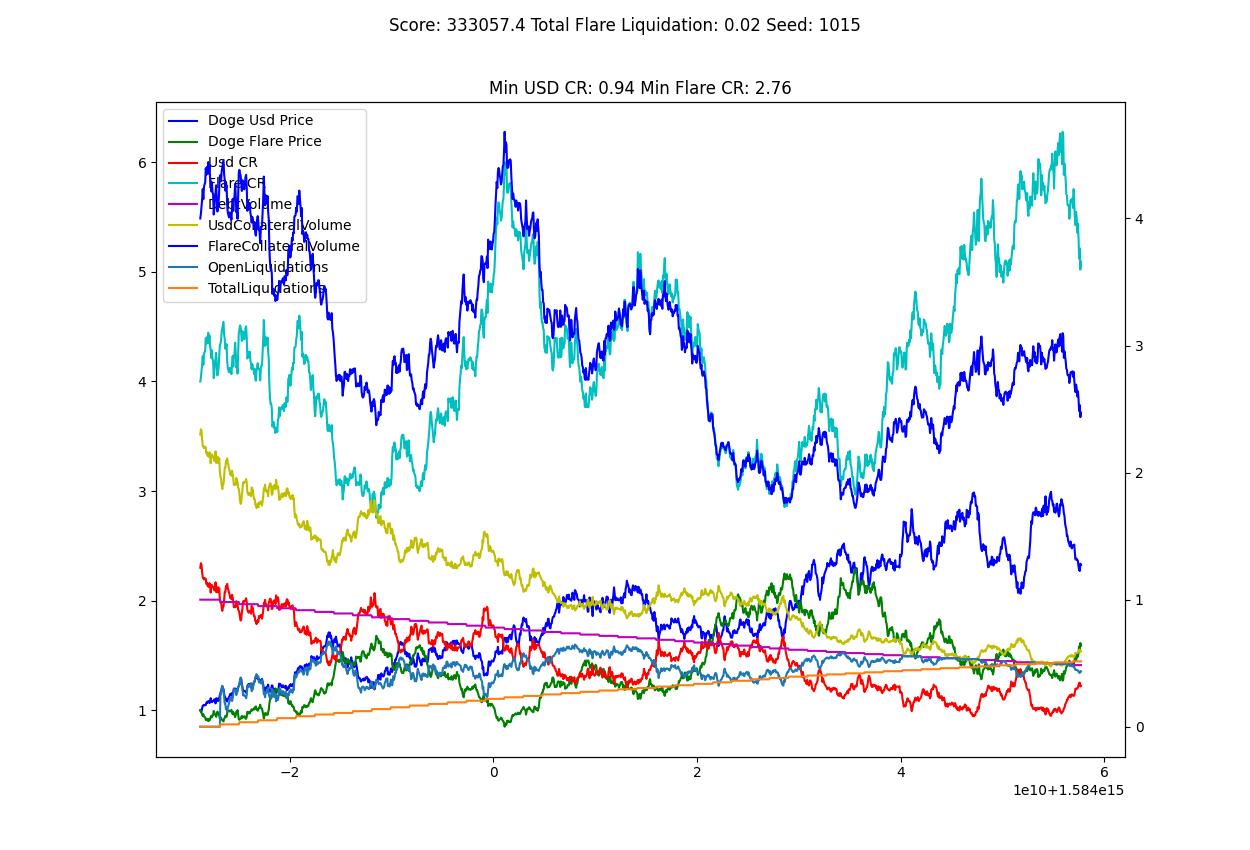 Score: 333057.4 Total Flare Liquidation: 0.02 Seed: 1015
Min USD CR: 0.94 Min Flare CR: 2.76
Doge Usd Price
Doge Flare Price
Usd CR
Flare CR
DebtVolume
UsdCollateralVolume
FlareCollateralVolume
OpenLiquidations
TotalLiquidations
6
5
4
3
2
1
4
3
2
1
0
−2
0
2
4
6
1e10+1.584e15